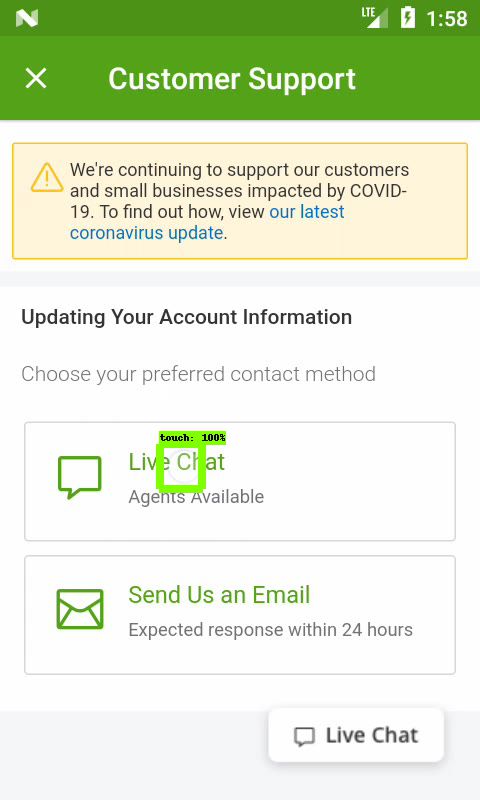 LTE 1:58
Customer Support
We're continuing to support our customers
and small businesses impacted by COVID-
19. To find out how, view our latest
coronavirus update.
Updating Your Account Information
Choose your preferred contact method
touch: 100%
Live Chat
Agents Available
Send Us an Email
Expected response within 24 hours
Live Chat